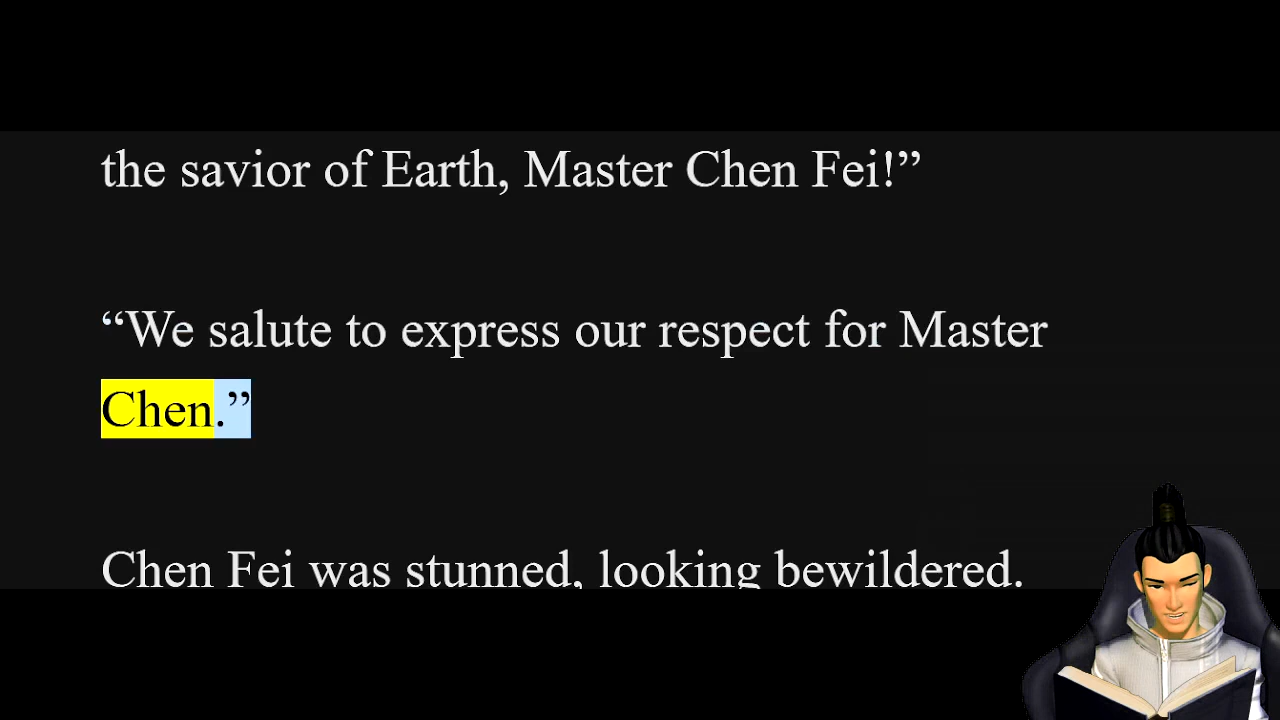 the savior of Earth, Master Chen Fei!”
“We salute to express our respect for Master
Chen.”
Chen Fei was stunned, looking bewildered.